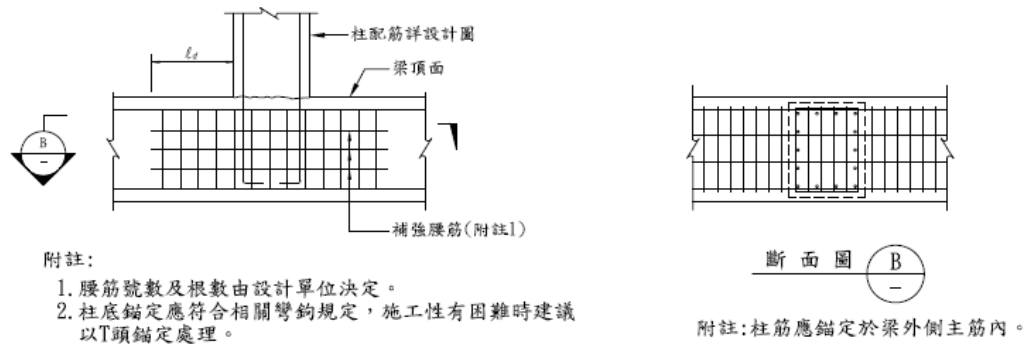 柱配筋詳設計圖
ℓd
梁頂面
B
-
補強腰筋(附註1)
附註:
1. 腰筋號數及根數由設計單位決定。
2. 柱底錨定應符合相關彎鉤規定，施工性有困難時建議
以T頭錨定處理。
斷面圖
B
-
附註:柱筋應錨定於梁外側主筋內。